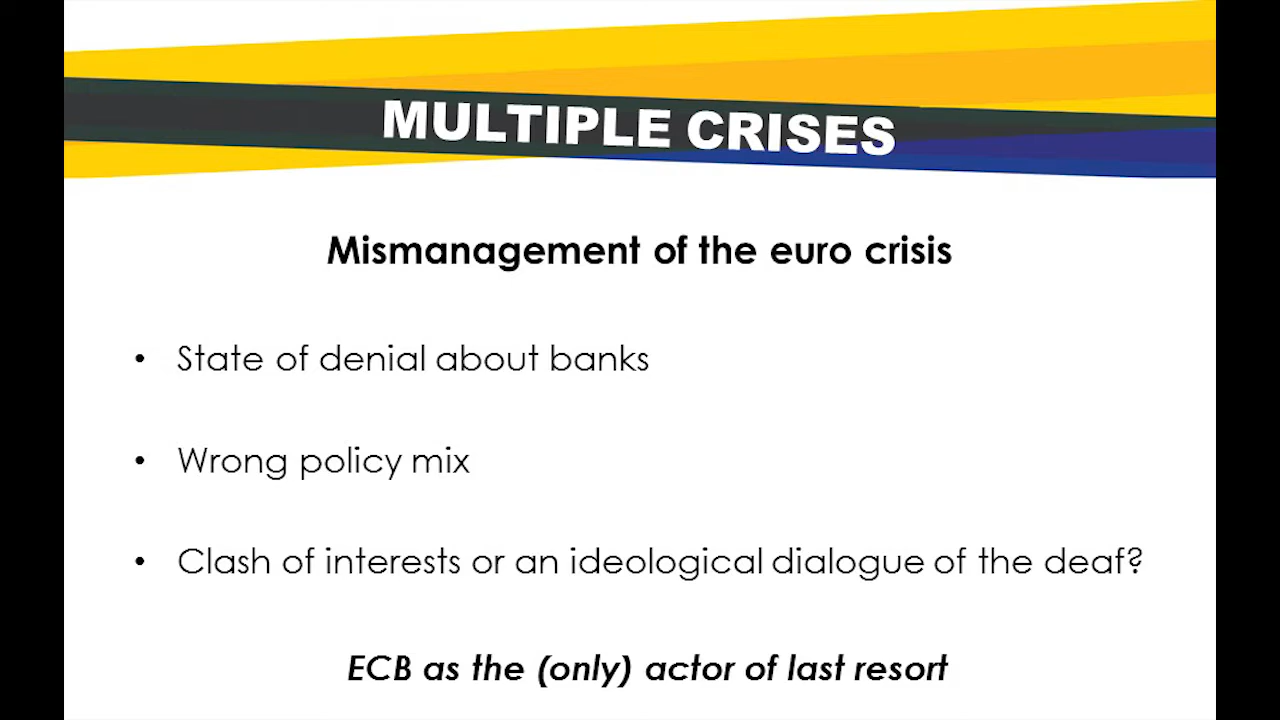 MULTIPLE CRISES
Mismanagement of the euro crisis
• State of denial about banks
• Wrong policy mix
• Clash of interests or an ideological dialogue of the deaf?
ECB as the (only) actor of last resort